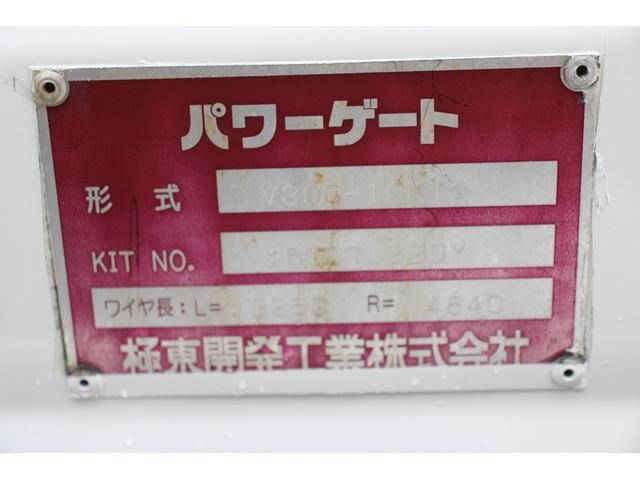 パワーゲート
形 式
KIT NO.
ワイヤ長:L= R= 4840
極東開発工業株式会社